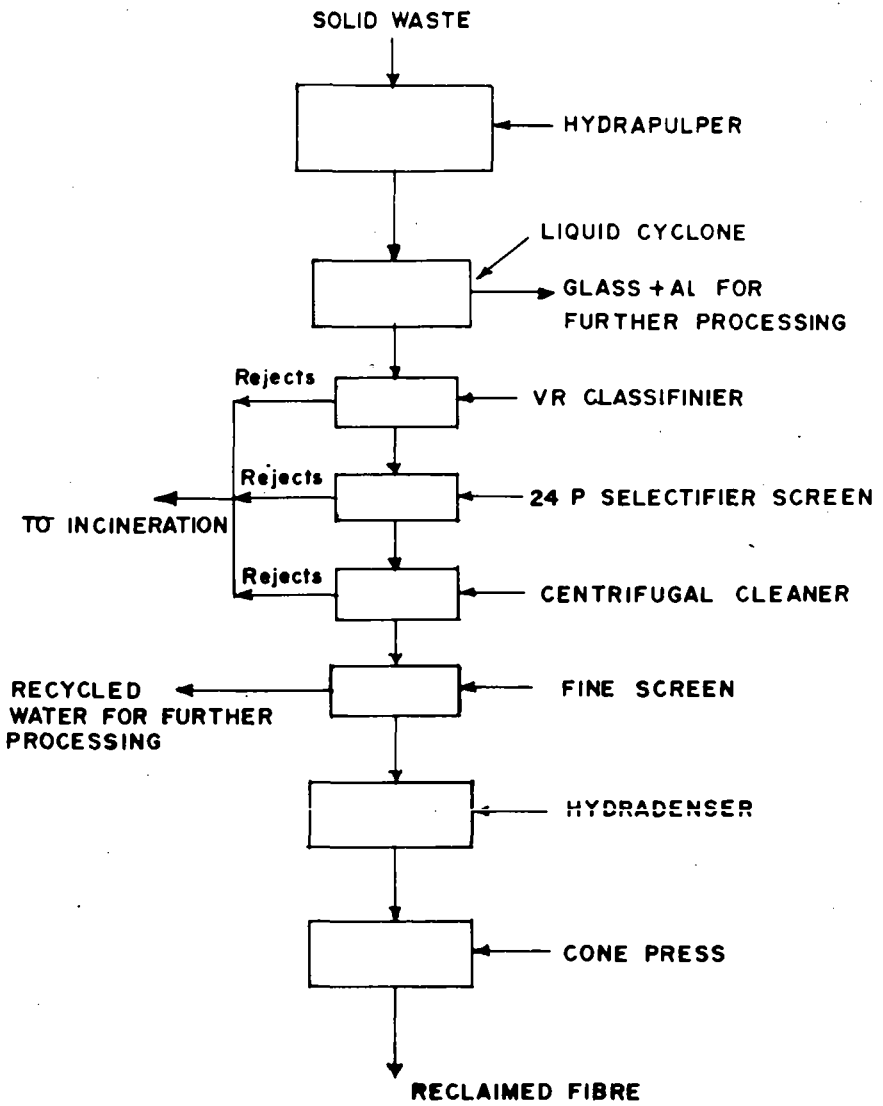 SOLID WASTE
HYDRAPULPER
LIQUID CYCLONE
GLASS + Al FOR
FURTHER PROCESSING
Rejects
VR CLASSIFINIER
Rejects
24 P SELECTIFIER SCREEN
TO INCINERATION
Rejects
CENTRIFUGAL CLEANER
FINE SCREEN
RECYCLED
WATER FOR FURTHER
PROCESSING
HYDRADENSER
CONE PRESS
RECLAIMED FIBRE